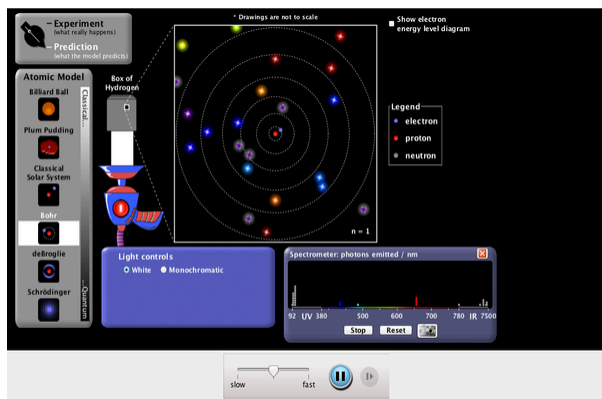 * Drawings are not to scale
Experiment
(what really happens)
Prediction
(what the model predicts)
Show electron
energy level diagram
Atomic Model
Billiard Ball
Plum Pudding
Classical
Solar System
Bohr
deBroglie
Schrödinger
Classical...
...Quantum
Box of
Hydrogen
Legend
electron
proton
neutron
n = 1
Light controls
White
Monochromatic
Spectrometer: photons emitted / nm
92 UV 380 500 600 700 780 IR 7500
Stop
Reset
slow
fast